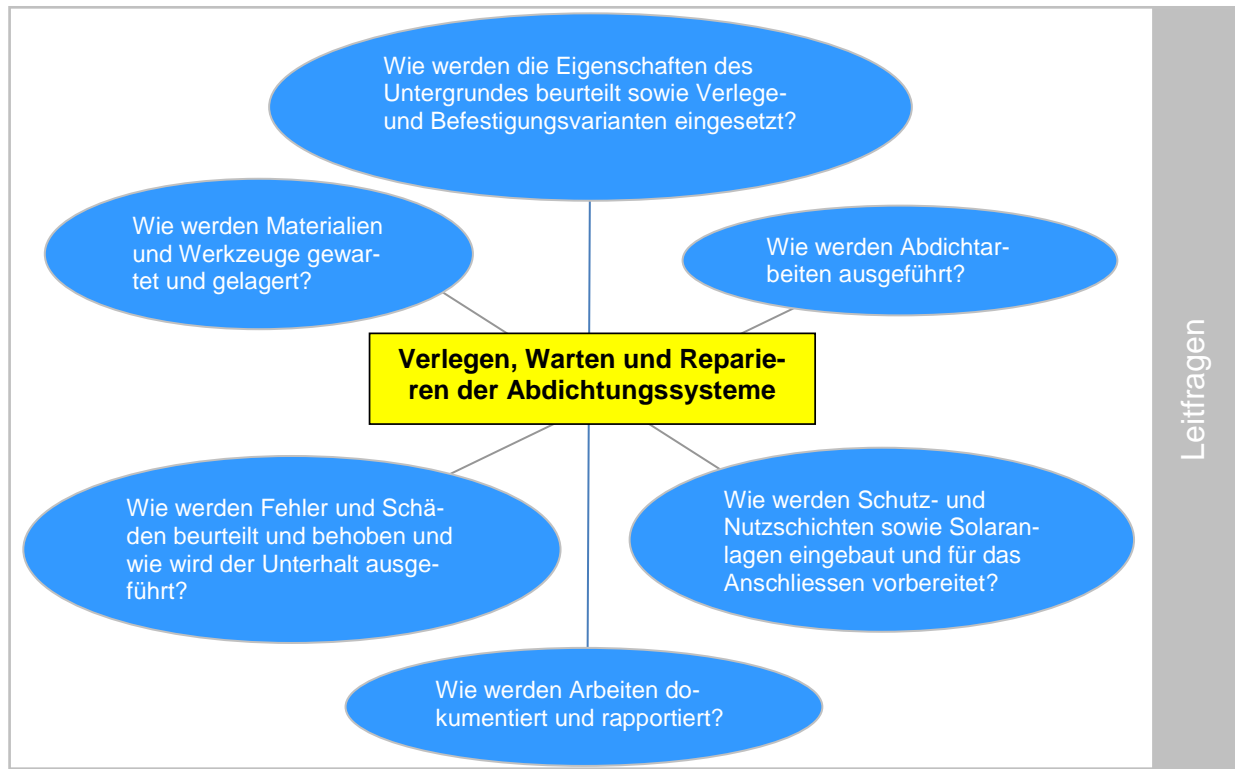 Wie werden die Eigenschaften des
Untergrundes beurteilt sowie Verlege-
und Befestigungsvarianten eingesetzt?
Wie werden Materialien
und Werkzeuge gewar-
tet und gelagert?
Wie werden Abdichtar-
beiten ausgeführt?
Verlegen, Warten und Reparie-
ren der Abdichtungssysteme
Wie werden Fehler und Schä-
den beurteilt und behoben und
wie wird der Unterhalt ausge-
führt?
Wie werden Schutz- und
Nutzschichten sowie Solaran-
lagen eingebaut und für das
Anschliessen vorbereitet?
Wie werden Arbeiten do-
kumentiert und rapportiert?
Leitfragen